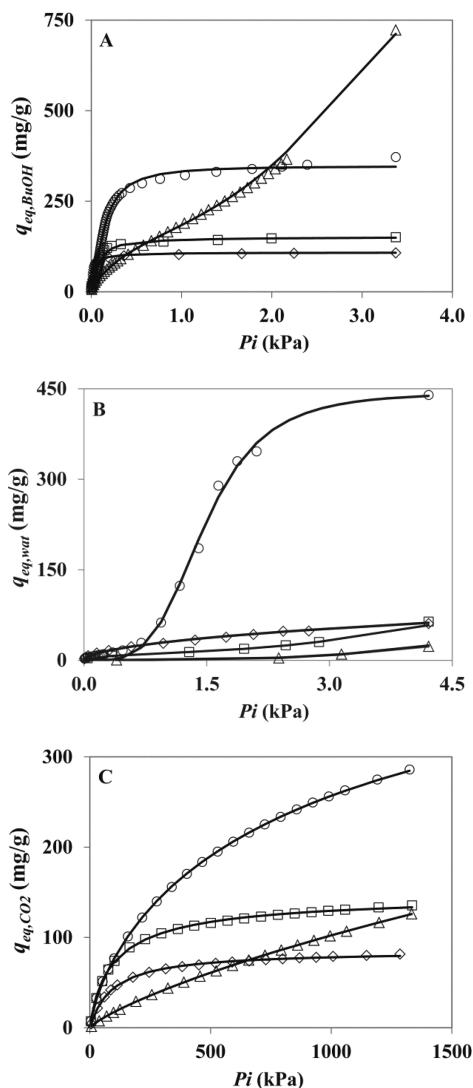 A
750
500
250
0
q_eq,BuOH (mg/g)
0.0 1.0 2.0 3.0 4.0
Pi (kPa)
B
450
300
150
0
q_eq,wat (mg/g)
0.0 1.5 3.0 4.5
Pi (kPa)
C
300
200
100
0
q_eq,CO2 (mg/g)
0 500 1000 1500
Pi (kPa)